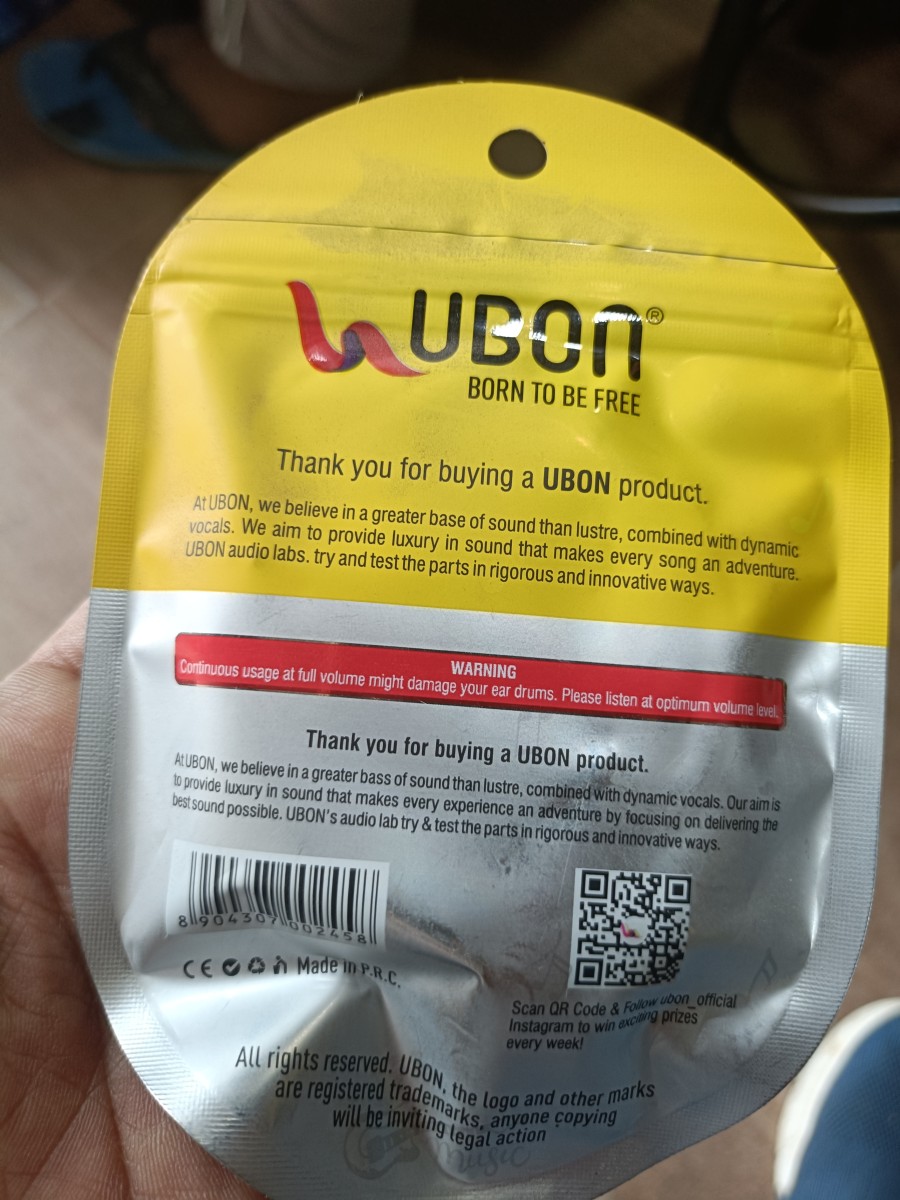 UBON®
BORN TO BE FREE
Thank you for buying a UBON product.
At UBON, we believe in a greater base of sound than lustre, combined with dynamic
vocals. We aim to provide luxury in sound that makes every song an adventure.
UBON audio labs. try and test the parts in rigorous and innovative ways.
WARNING
Continuous usage at full volume might damage your ear drums. Please listen at optimum volume level.
Thank you for buying a UBON product.
At UBON, we believe in a greater bass of sound than lustre, combined with dynamic vocals. Our aim is
to provide luxury in sound that makes every experience an adventure by focusing on delivering the
best sound possible. UBON's audio lab try & test the parts in rigorous and innovative ways.
8 904307 002458
CE Made in P.R.C.
Scan QR Code & Follow ubon_official
Instagram to win exciting prizes
every week!
All rights reserved. UBON, the logo and other marks
are registered trademarks, anyone copying
will be inviting legal action
Music